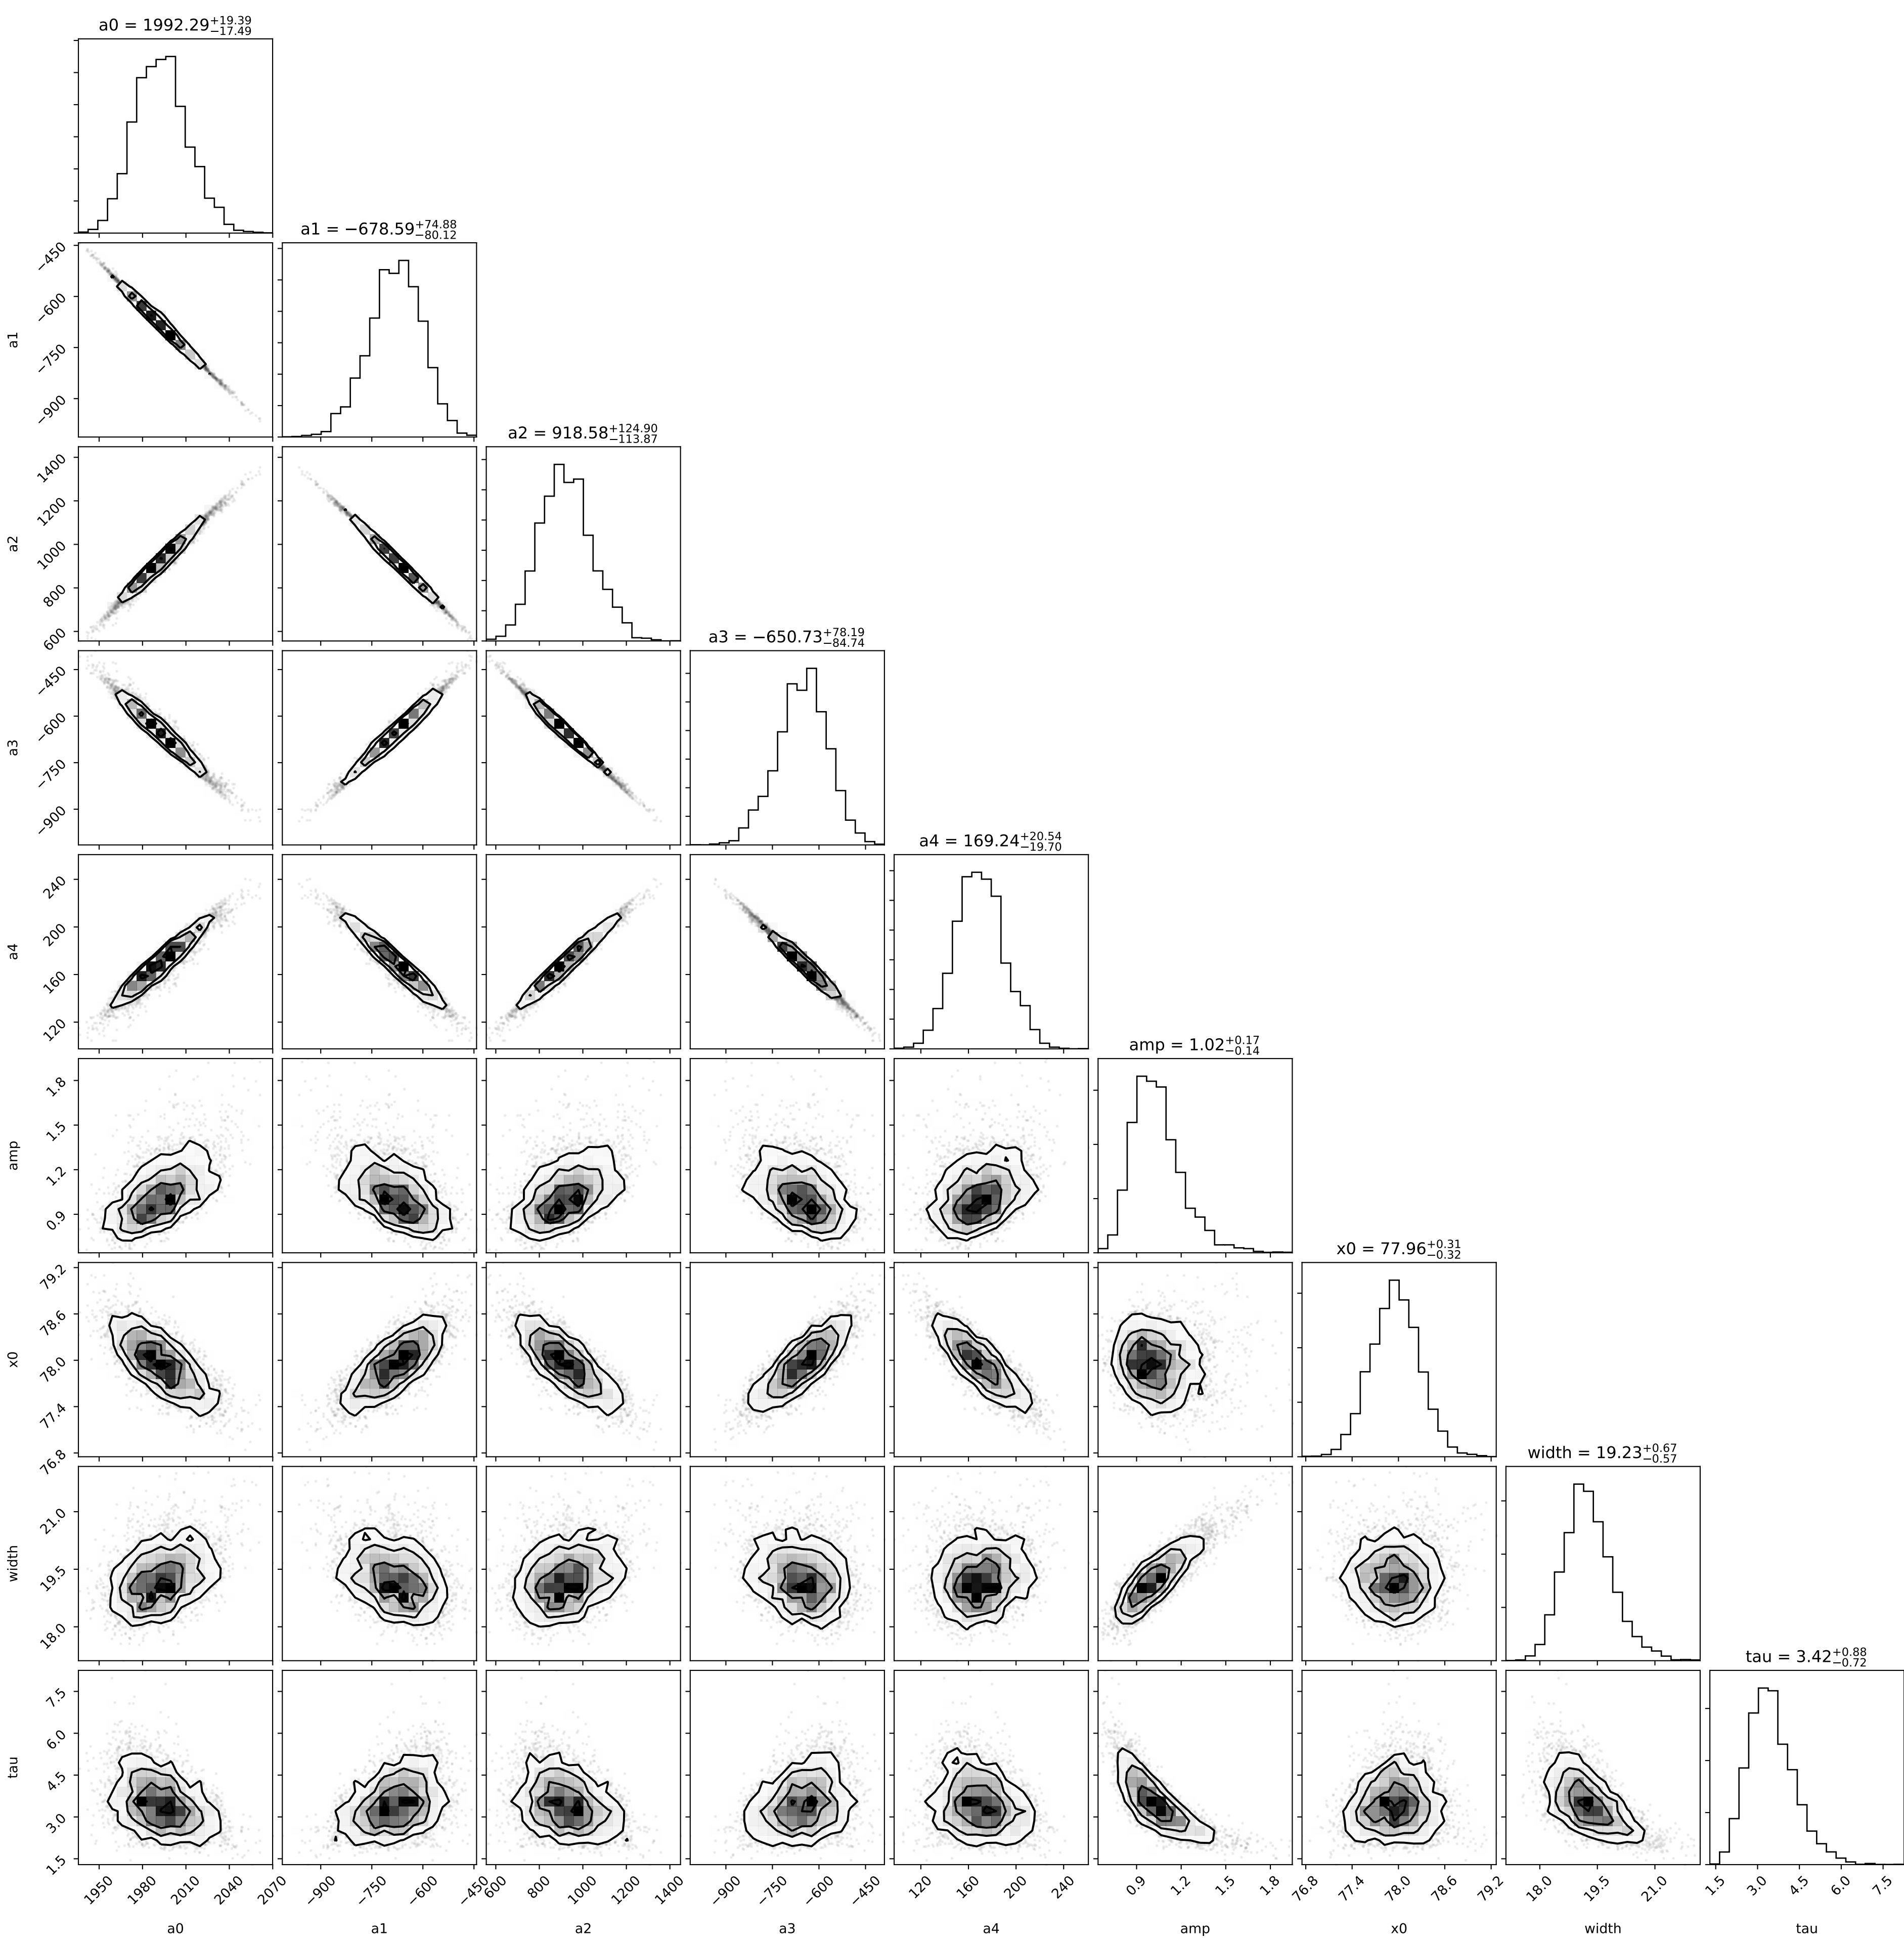 a0 = 1992.29+19.39−17.49
a1 = −678.59+74.88−80.12
a2 = 918.58+124.90−113.87
a3 = −650.73+78.19−84.74
a4 = 169.24+20.54−19.70
amp = 1.02+0.17−0.14
x0 = 77.96+0.31−0.32
width = 19.23+0.67−0.57
tau = 3.42+0.88−0.72
a1
−450
−600
−750
−900
a2
1400
1200
1000
800
600
a3
−450
−600
−750
−900
a4
240
200
160
120
amp
1.8
1.5
1.2
0.9
x0
79.2
78.6
78.0
77.4
76.8
width
21.0
19.5
18.0
tau
7.5
6.0
4.5
3.0
1.5
1950 1980 2010 2040 2070 −900 −750 −600 −450 600 800 1000 1200 1400 −900 −750 −600 −450 120 160 200 240 0.9 1.2 1.5 1.8 76.8 77.4 78.0 78.6 79.2 18.0 19.5 21.0 1.5 3.0 4.5 6.0 7.5
a0 a1 a2 a3 a4 amp x0 width tau